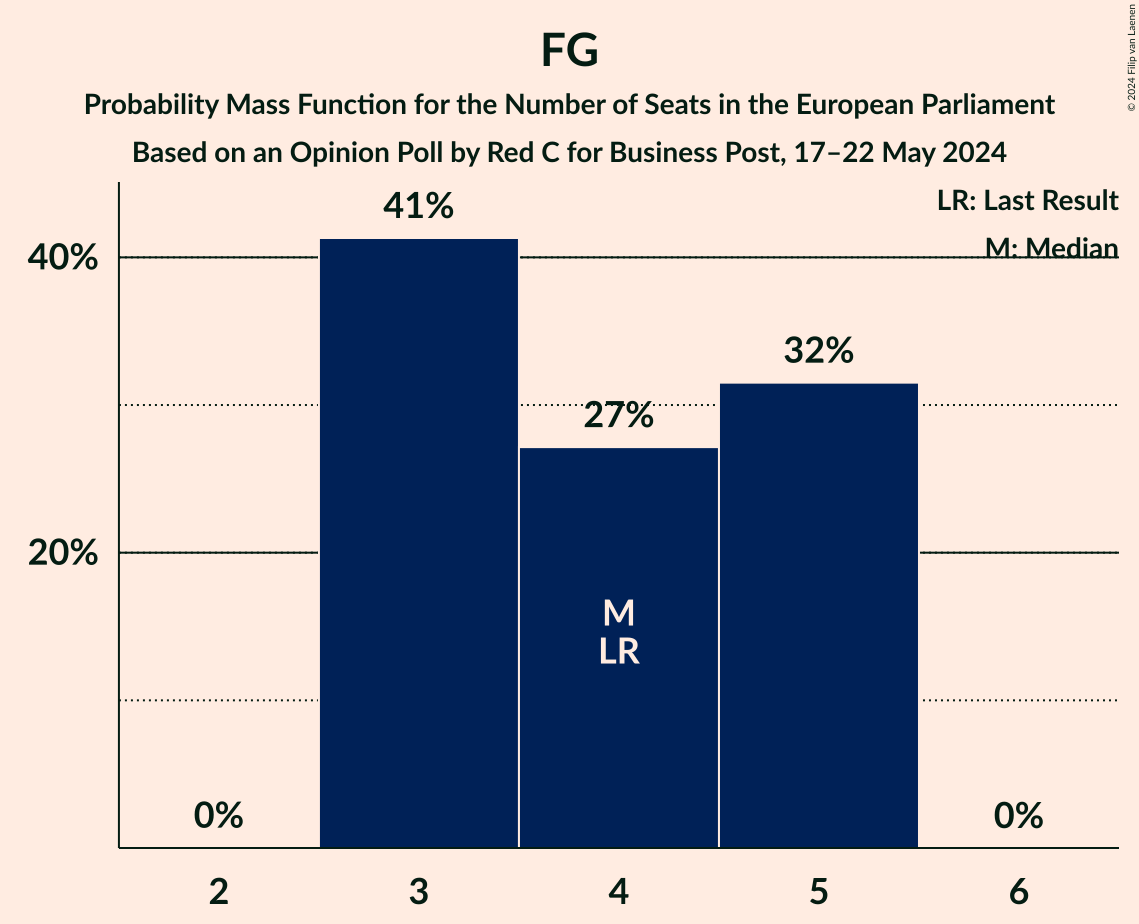 FG
Probability Mass Function for the Number of Seats in the European Parliament
Based on an Opinion Poll by Red C for Business Post, 17–22 May 2024
© 2024 Filip van Laenen
LR: Last Result
M: Median
41%
40%
32%
27%
20%
M
LR
0%
0%
2
3
4
5
6